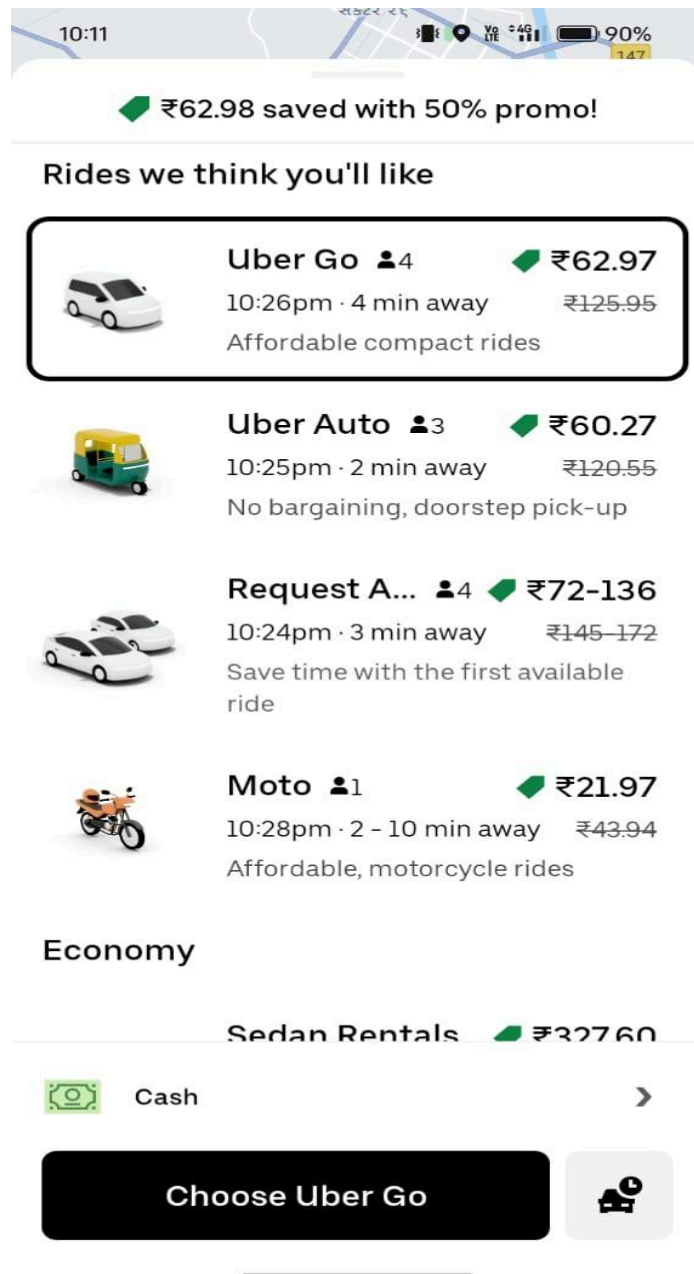 10:11
VoLTE 4G 90%
147
₹62.98 saved with 50% promo!
Rides we think you'll like
Uber Go 4 ₹62.97
10:26pm · 4 min away ₹125.95
Affordable compact rides
Uber Auto 3 ₹60.27
10:25pm · 2 min away ₹120.55
No bargaining, doorstep pick-up
Request A... 4 ₹72-136
10:24pm · 3 min away ₹145-172
Save time with the first available
ride
Moto 1 ₹21.97
10:28pm · 2 - 10 min away ₹43.94
Affordable, motorcycle rides
Economy
Sedan Rentals ₹327.60
Cash
Choose Uber Go